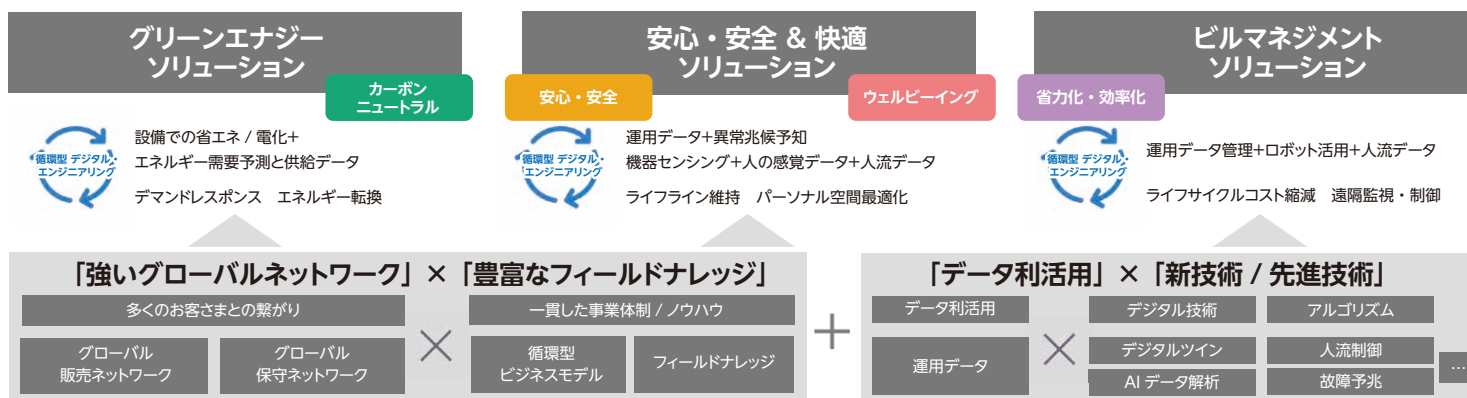 グリーンエナジー
ソリューション
カーボン
ニュートラル
循環型 デジタル
エンジニアリング
設備での省エネ / 電化+
エネルギー需要予測と供給データ
デマンドレスポンス　エネルギー転換
安心・安全 & 快適
ソリューション
安心・安全
ウェルビーイング
循環型 デジタル
エンジニアリング
運用データ+異常兆候予知
機器センシング+人の感覚データ+人流データ
ライフライン維持　パーソナル空間最適化
ビルマネジメント
ソリューション
省力化・効率化
循環型 デジタル
エンジニアリング
運用データ管理+ロボット活用+人流データ
ライフサイクルコスト縮減　遠隔監視・制御
「強いグローバルネットワーク」×「豊富なフィールドナレッジ」
多くのお客さまとの繋がり
グローバル
販売ネットワーク
グローバル
保守ネットワーク
×
一貫した事業体制 / ノウハウ
循環型
ビジネスモデル
フィールドナレッジ
+
「データ利活用」×「新技術 / 先進技術」
データ利活用
運用データ
×
デジタル技術
アルゴリズム
デジタルツイン
人流制御
AI データ解析
故障予兆
…